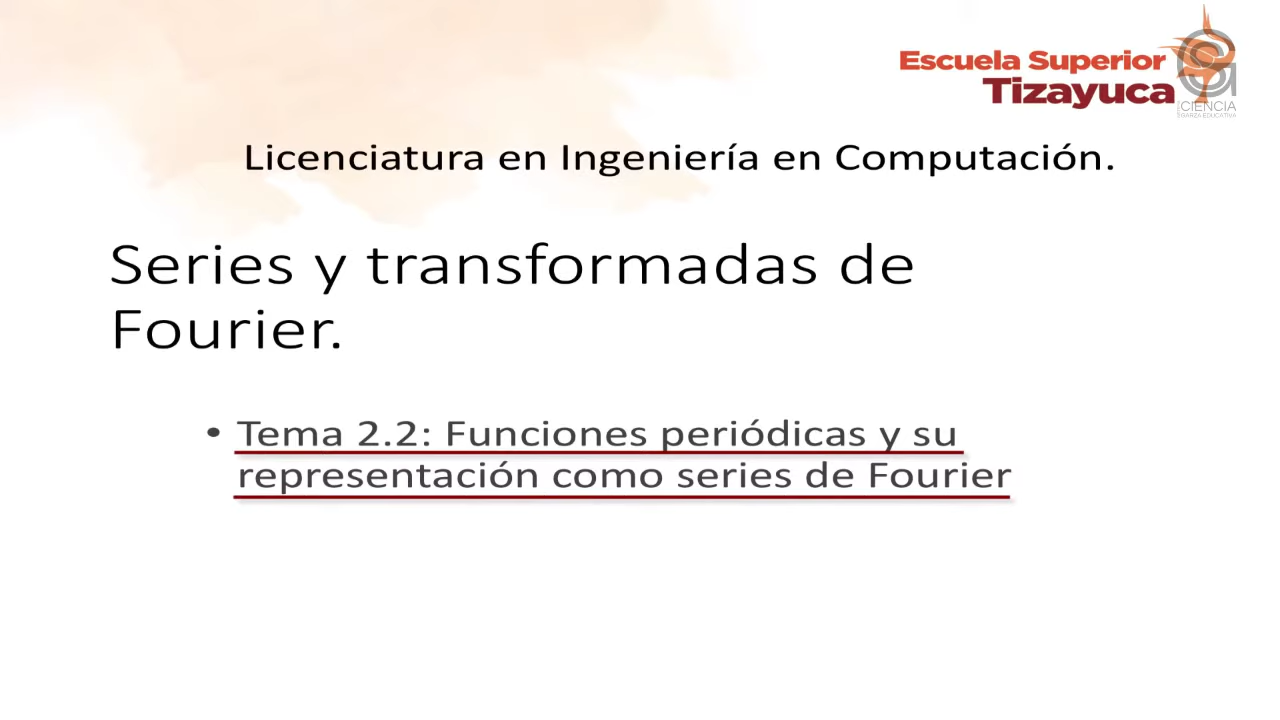 Escuela Superior
Tizayuca
CIENCIA
Licenciatura en Ingeniería en Computación.
Series y transformadas de
Fourier.
• Tema 2.2: Funciones periódicas y su
representación como series de Fourier